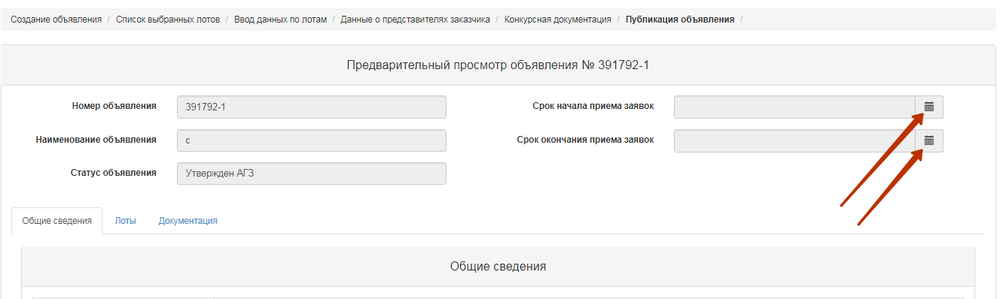 Создание объявления / Список выбранных лотов / Ввод данных по лотам / Данные о представителях заказчика / Конкурсная документация / Публикация объявления /
Предварительный просмотр объявления № 391792-1
Номер объявления 391792-1 Срок начала приема заявок
Наименование объявления с Срок окончания приема заявок
Статус объявления Утвержден АГЗ
Общие сведения Лоты Документация
Общие сведения